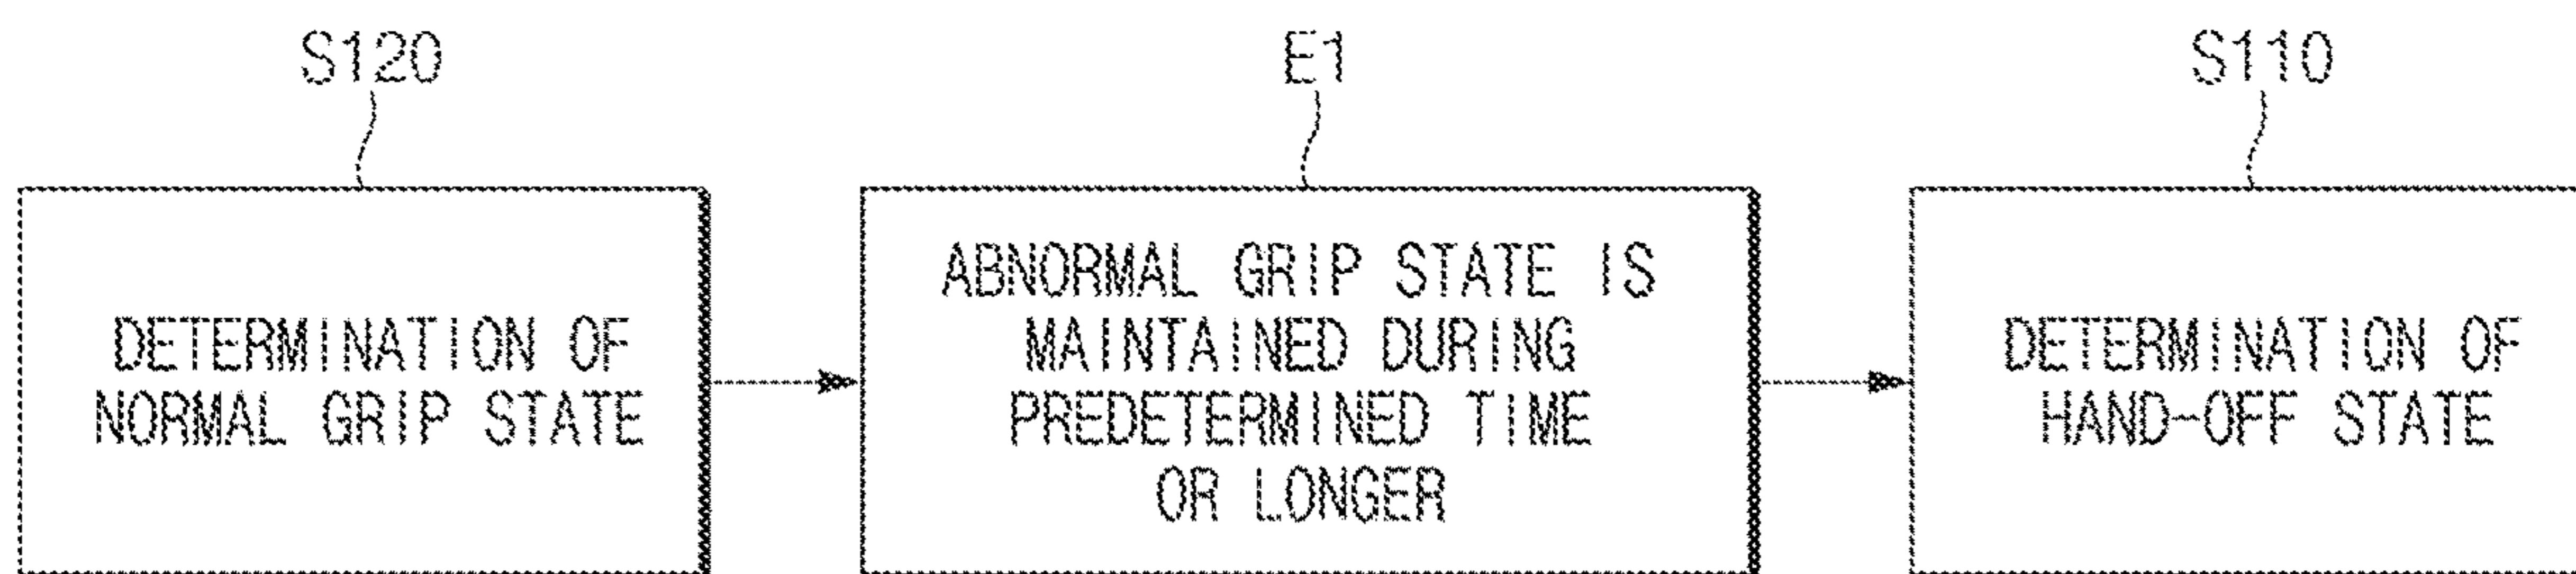 S120
E1
S110
DETERMINATION OF
NORMAL GRIP STATE
ABNORMAL GRIP STATE IS
MAINTAINED DURING
PREDETERMINED TIME
OR LONGER
DETERMINATION OF
HAND-OFF STATE